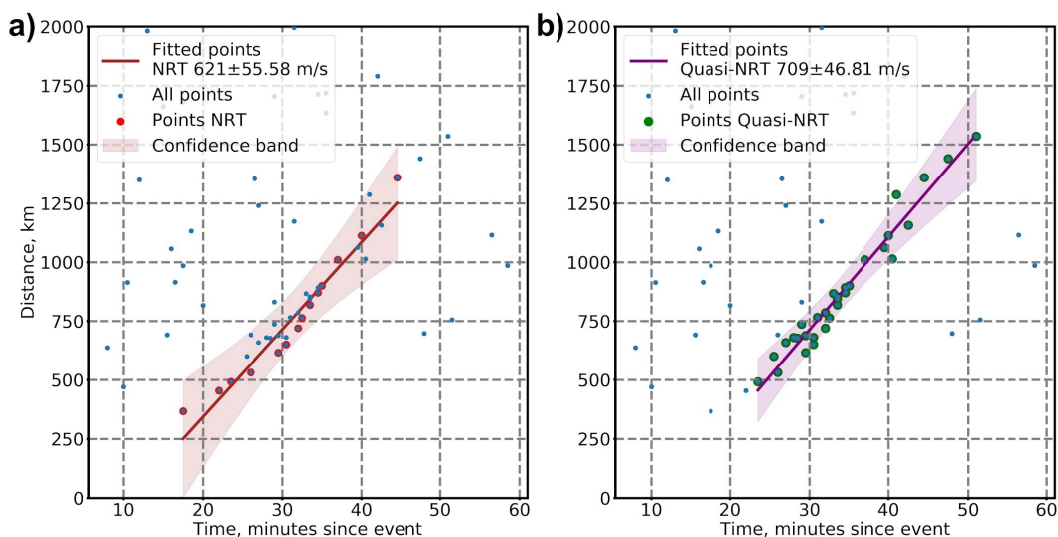 a)
2000
1750
1500
1250
1000
750
500
250
0
Distance, km
Fitted points
NRT 621±55.58 m/s
All points
Points NRT
Confidence band
10 20 30 40 50 60
Time, minutes since event
b)
2000
1750
1500
1250
1000
750
500
250
0
Fitted points
Quasi-NRT 709±46.81 m/s
All points
Points Quasi-NRT
Confidence band
10 20 30 40 50 60
Time, minutes since event